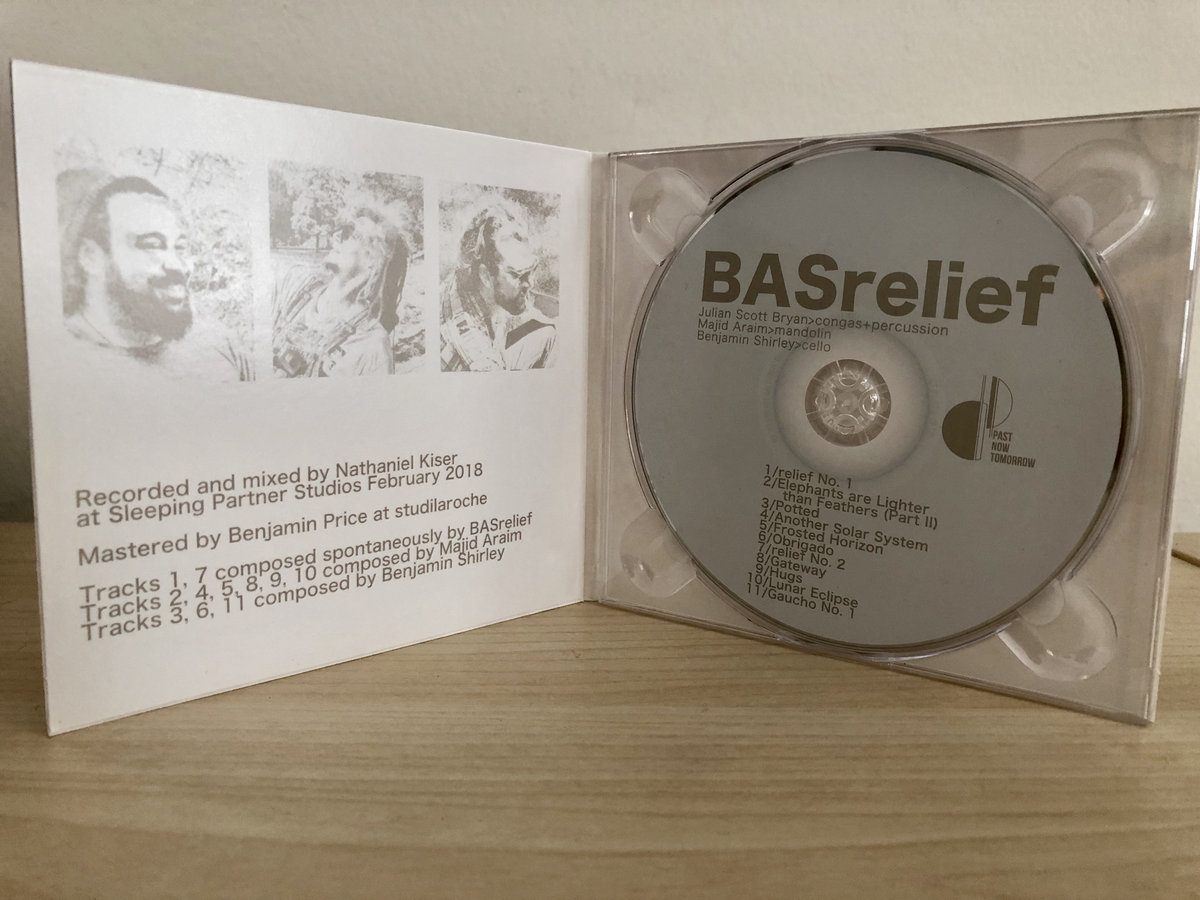 Recorded and mixed by Nathaniel Kiser
at Sleeping Partner Studios February 2018
Mastered by Benjamin Price at studilaroche
Tracks 1, 7 composed spontaneously by BASrelief
Tracks 2, 4, 5, 8, 9, 10 composed by Majid Araim
Tracks 3, 6, 11 composed by Benjamin Shirley
BASrelief
Julian Scott Bryan>congas+percussion
Majid Araim>mandolin
Benjamin Shirley>cello
PAST
NOW
TOMORROW
1/relief No. 1
2/Elephants are Lighter
than Feathers (Part II)
3/Potted
4/Another Solar System
5/Frosted Horizon
6/Obrigado
7/relief No. 2
8/Gateway
9/Hugs
10/Lunar Eclipse
11/Gaucho No. 1